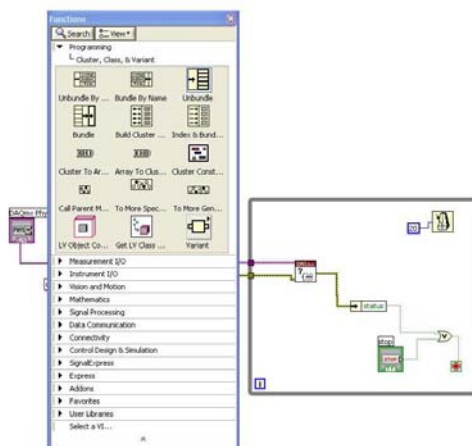 Functions
Search View
Programming
Cluster, Class, & Variant
Unbundle By ... Bundle By Name Unbundle
Bundle Build Cluster ... Index & Bund...
Cluster To Ar... Array To Clus... Cluster Const...
Call Parent M... To More Spec... To More Gen...
LV Object Co... Get LV Class ... Variant
Measurement I/O
Instrument I/O
Vision and Motion
Mathematics
Signal Processing
Data Communication
Connectivity
Control Design & Simulation
SignalExpress
Express
Addons
Favorites
User Libraries
Select a VI...
DAQmx Phy
status
stop
STOP
i